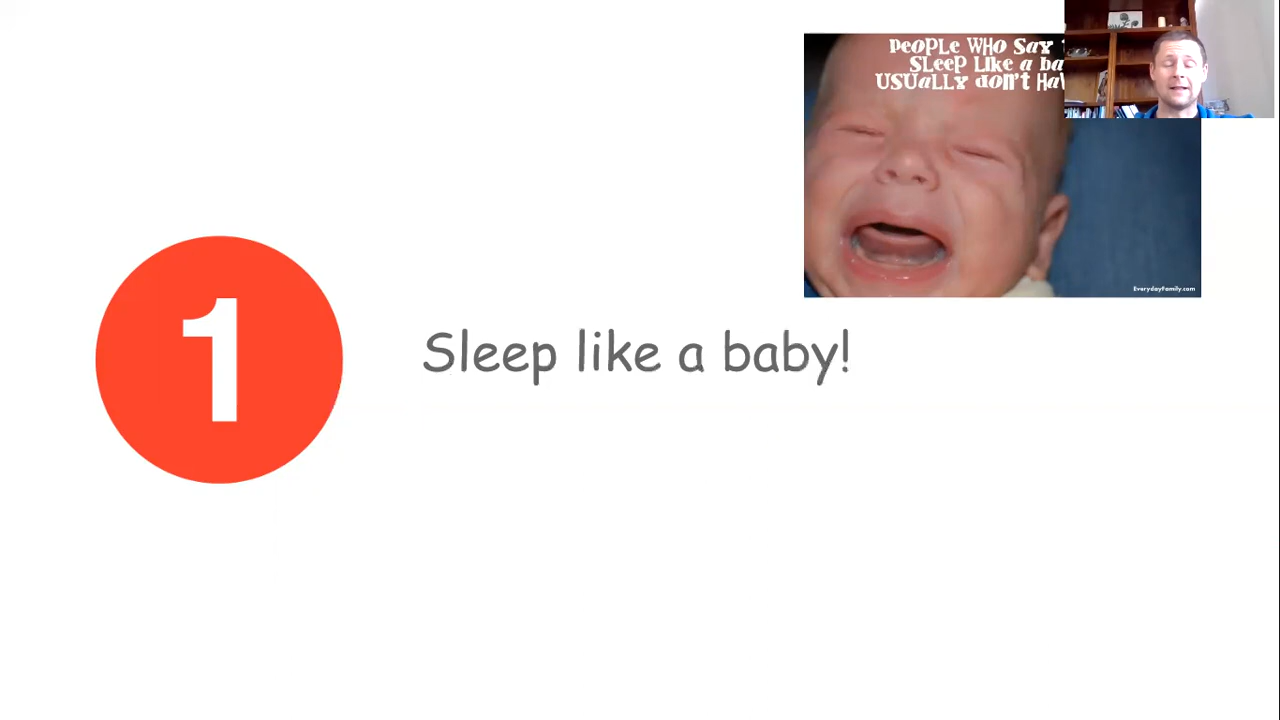 PEOPLE WHO SAY
SLEEP LIKE a
USUALLY dON'T
EverydayFamily.com
1
Sleep like a baby!